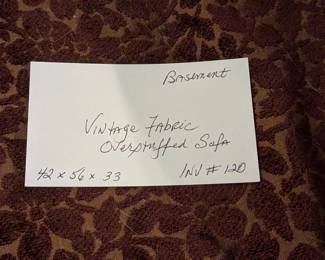 Basement
Vintage Fabric
Overstuffed Sofa
42 x 56 x 33 INV # 120